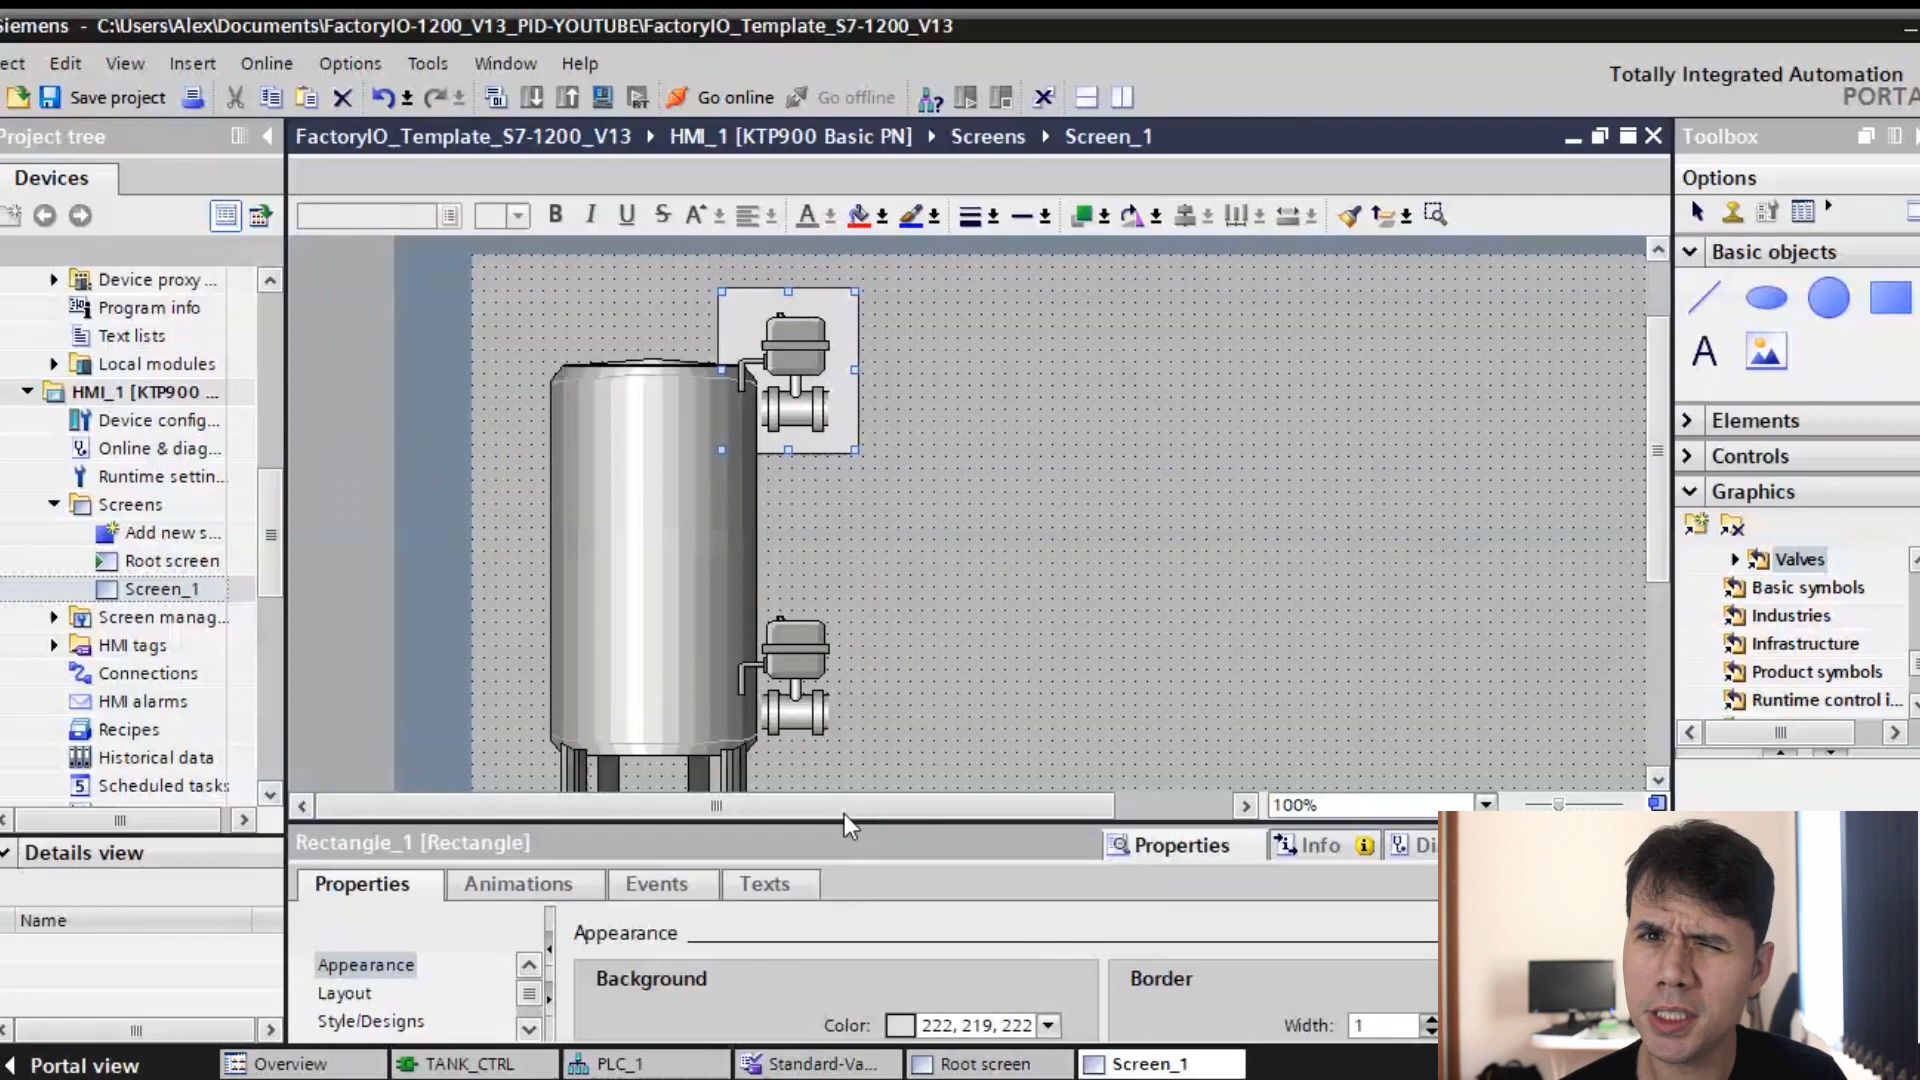 Siemens - C:\Users\Alex\Documents\FactoryIO-1200_V13_PID-YOUTUBE\FactoryIO_Template_S7-1200_V13
ect Edit View Insert Online Options Tools Window Help
Totally Integrated Automation
PORTA
Save project
Go online
Go offline
Project tree
FactoryIO_Template_S7-1200_V13 HMI_1 [KTP900 Basic PN] Screens Screen_1
Toolbox
Devices
Options
B I U S A A
Basic objects
Device proxy ...
Program info
Text lists
Local modules
HMI_1 [KTP900 ...
Device config...
Online & diag...
Runtime settin...
Screens
Add new s...
Root screen
Screen_1
Screen manag...
HMI tags
Connections
HMI alarms
Recipes
Historical data
Scheduled tasks
A
Elements
Controls
Graphics
Valves
Basic symbols
Industries
Infrastructure
Product symbols
Runtime control i...
100%
Details view
Name
Rectangle_1 [Rectangle]
Properties
Info
Di
Properties Animations Events Texts
Appearance
Layout
Style/Designs
Appearance
Background
Color: 222, 219, 222
Border
Width: 1
Portal view Overview TANK_CTRL PLC_1 Standard-Va... Root screen Screen_1